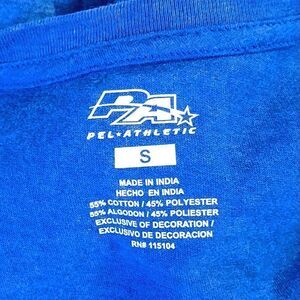 PA
PEL★ATHLETIC
S
MADE IN INDIA
HECHO EN INDIA
55% COTTON / 45% POLYESTER
55% ALGODON / 45% POLIESTER
EXCLUSIVE OF DECORATION /
EXCLUSIVO DE DECORACION
RN# 115104